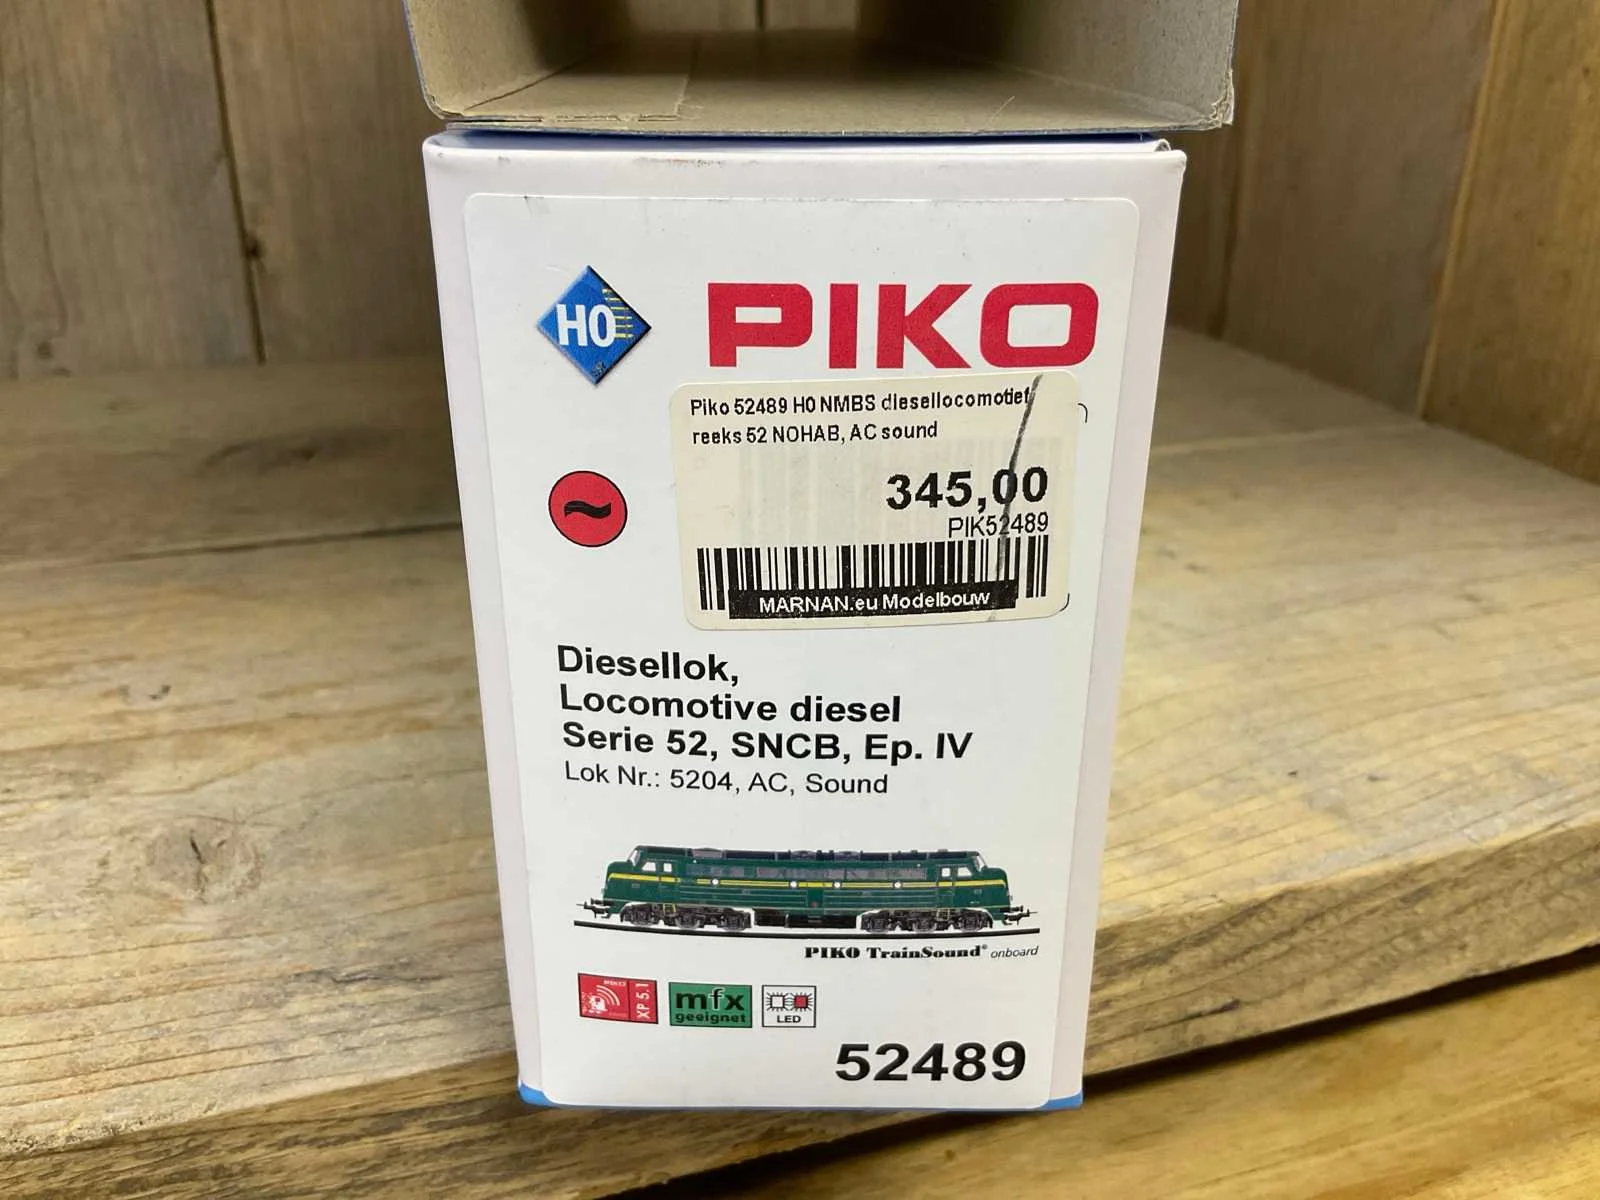 H0
PIKO
Piko 52489 H0 NMBS diesellocomotief
reeks 52 NOHAB, AC sound
345,00
PIK52489
MARNAN.eu Modelbouw
Diesellok,
Locomotive diesel
Serie 52, SNCB, Ep. IV
Lok Nr.: 5204, AC, Sound
PIKO TrainSound® onboard
XP 5.1
mfx
geeignet
LED
52489